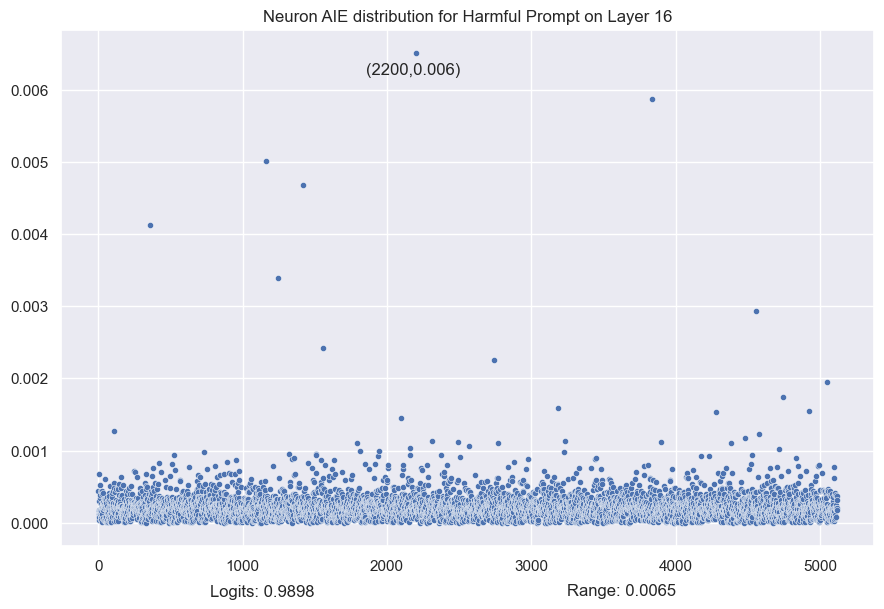 Neuron AIE distribution for Harmful Prompt on Layer 16
(2200,0.006)
0.006
0.005
0.004
0.003
0.002
0.001
0.000
0 1000 2000 3000 4000 5000
Logits: 0.9898 Range: 0.0065